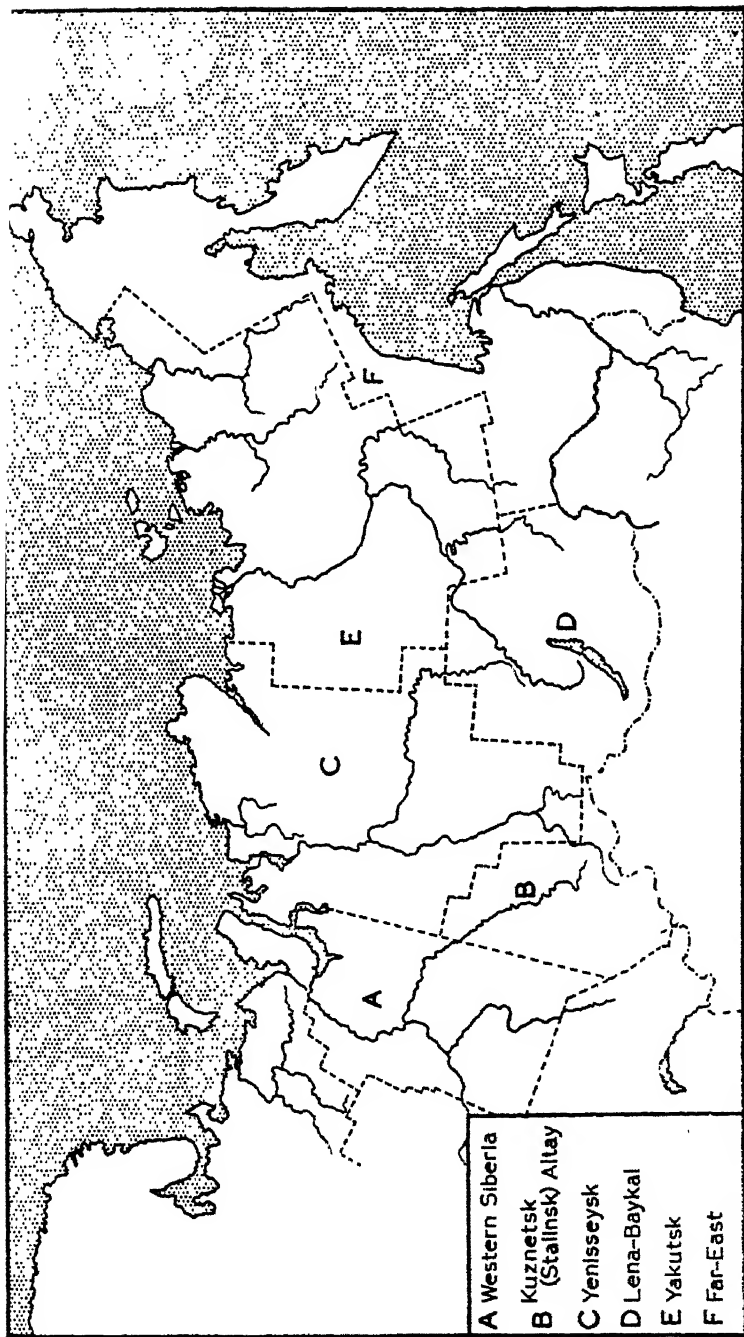 A Western Siberia
B Kuznetsk
(Stalinsk) Altay
C Yenisseysk
D Lena-Baykal
E Yakutsk
F Far-East
A
B
C
D
E
F